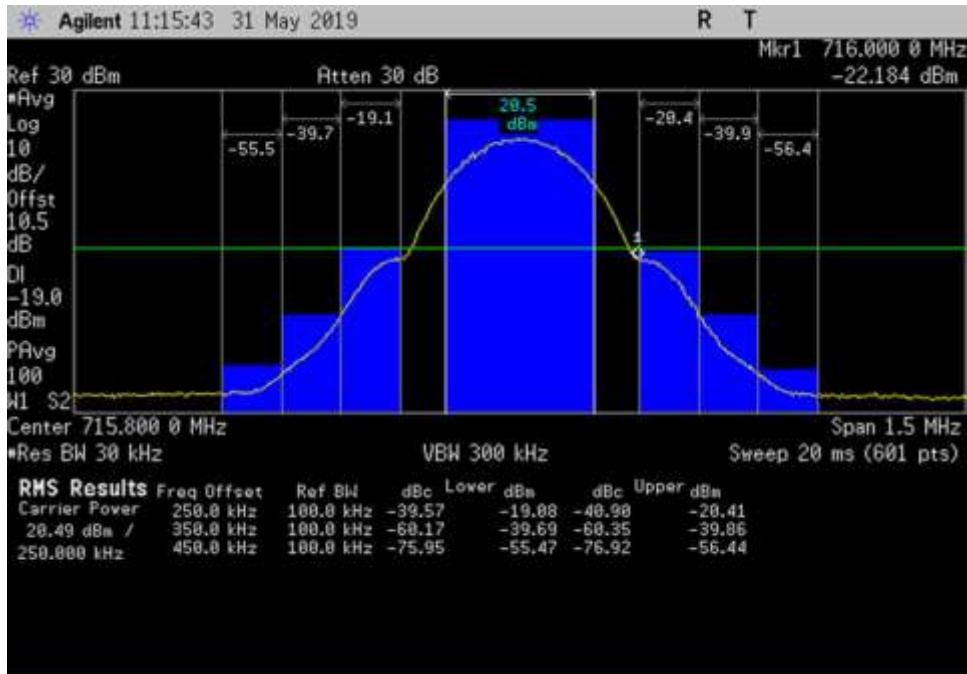 Agilent 11:15:43 31 May 2019 R T
Mkr1 716.000 0 MHz
Ref 30 dBm Atten 30 dB -22.184 dBm
#Avg
Log
10
dB/
Offst
10.5
dB
DI
-19.0
dBm
PAvg
100
W1 S2
-55.5
-39.7
-19.1
20.5
dBm
-20.4
-39.9
-56.4
1
Center 715.800 0 MHz Span 1.5 MHz
#Res BW 30 kHz VBW 300 kHz Sweep 20 ms (601 pts)
RMS Results Freq Offset Ref BW dBc Lower dBm dBc Upper dBm
Carrier Power 250.0 kHz 100.0 kHz -39.57 -19.08 -40.90 -20.41
20.49 dBm / 350.0 kHz 100.0 kHz -60.17 -39.69 -60.35 -39.86
250.000 kHz 450.0 kHz 100.0 kHz -75.95 -55.47 -76.92 -56.44